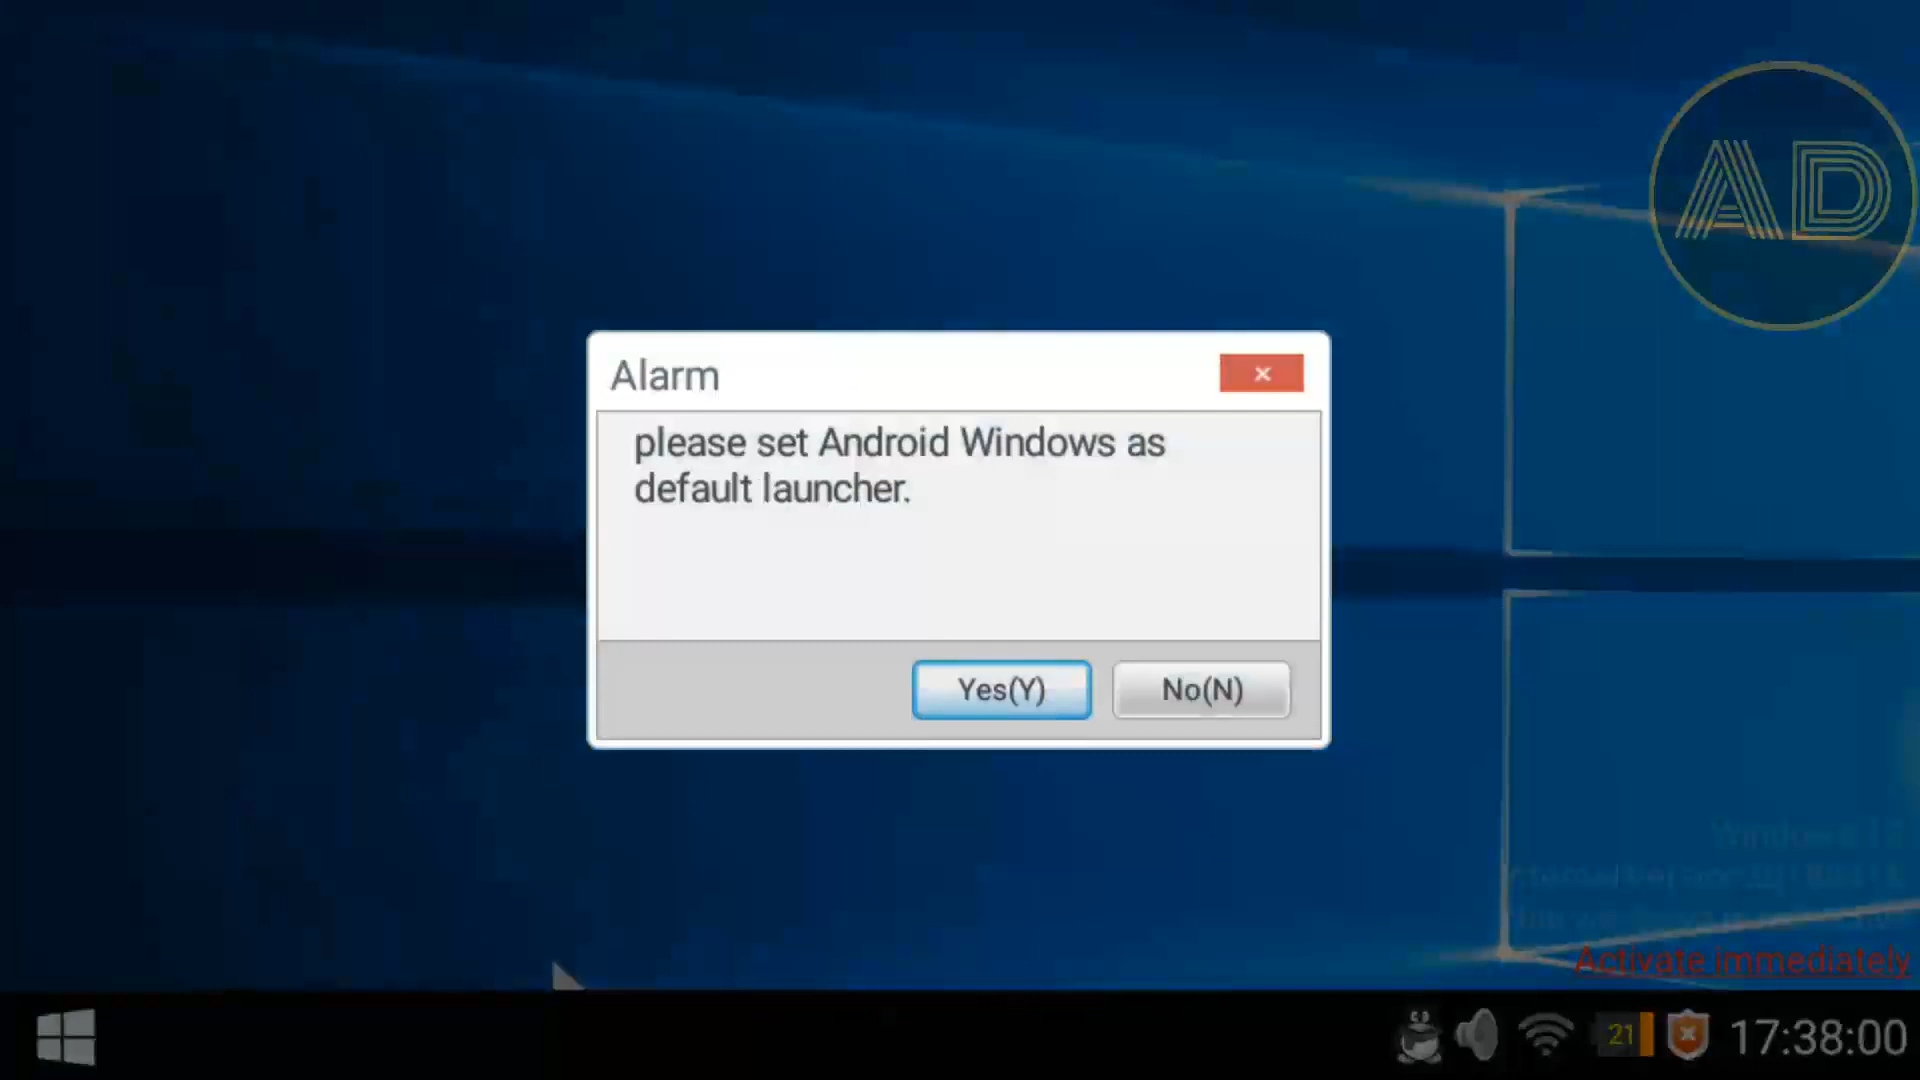 AD
Alarm
please set Android Windows as
default launcher.
Yes(Y)
No(N)
Activate immediately
21
17:38:00